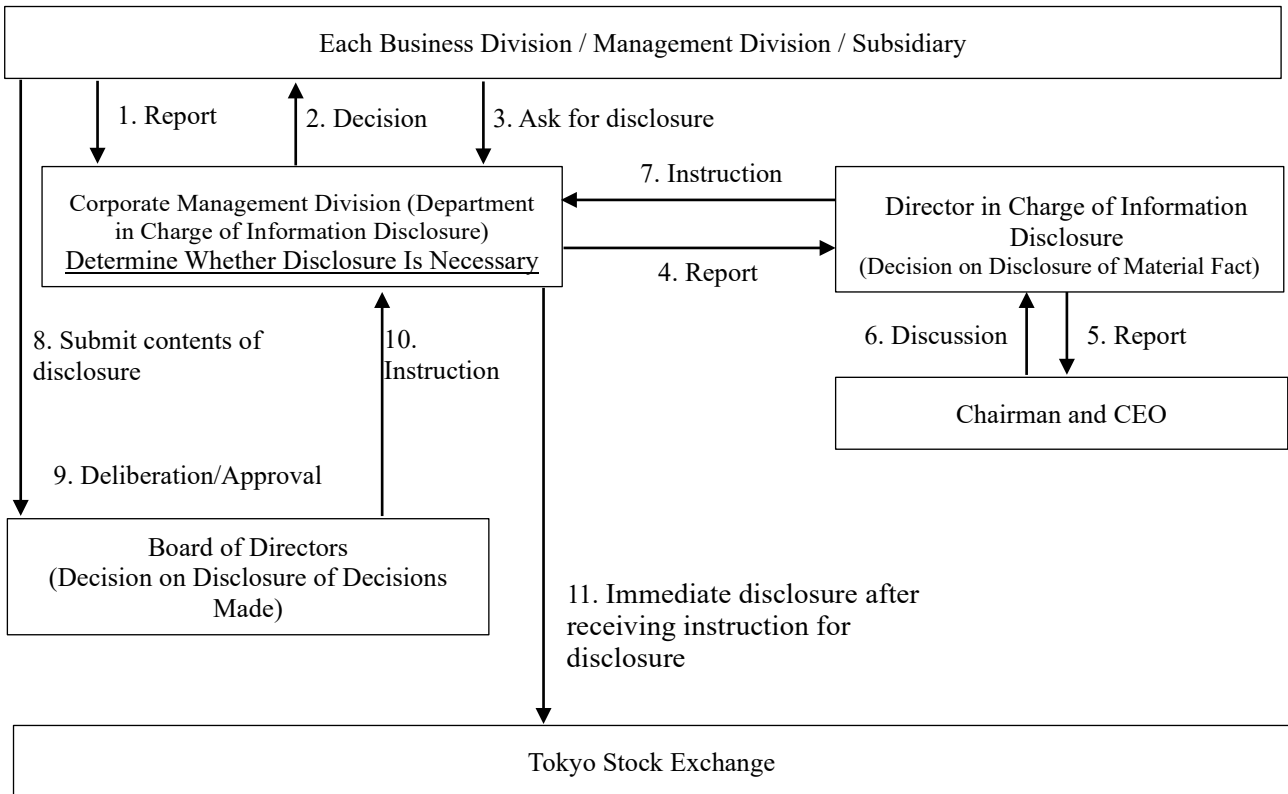 Each Business Division / Management Division / Subsidiary
1. Report
2. Decision
3. Ask for disclosure
Corporate Management Division (Department
in Charge of Information Disclosure)
Determine Whether Disclosure Is Necessary
7. Instruction
4. Report
Director in Charge of Information
Disclosure
(Decision on Disclosure of Material Fact)
8. Submit contents of
disclosure
10.
Instruction
6. Discussion
5. Report
Chairman and CEO
9. Deliberation/Approval
Board of Directors
(Decision on Disclosure of Decisions
Made)
11. Immediate disclosure after
receiving instruction for
disclosure
Tokyo Stock Exchange